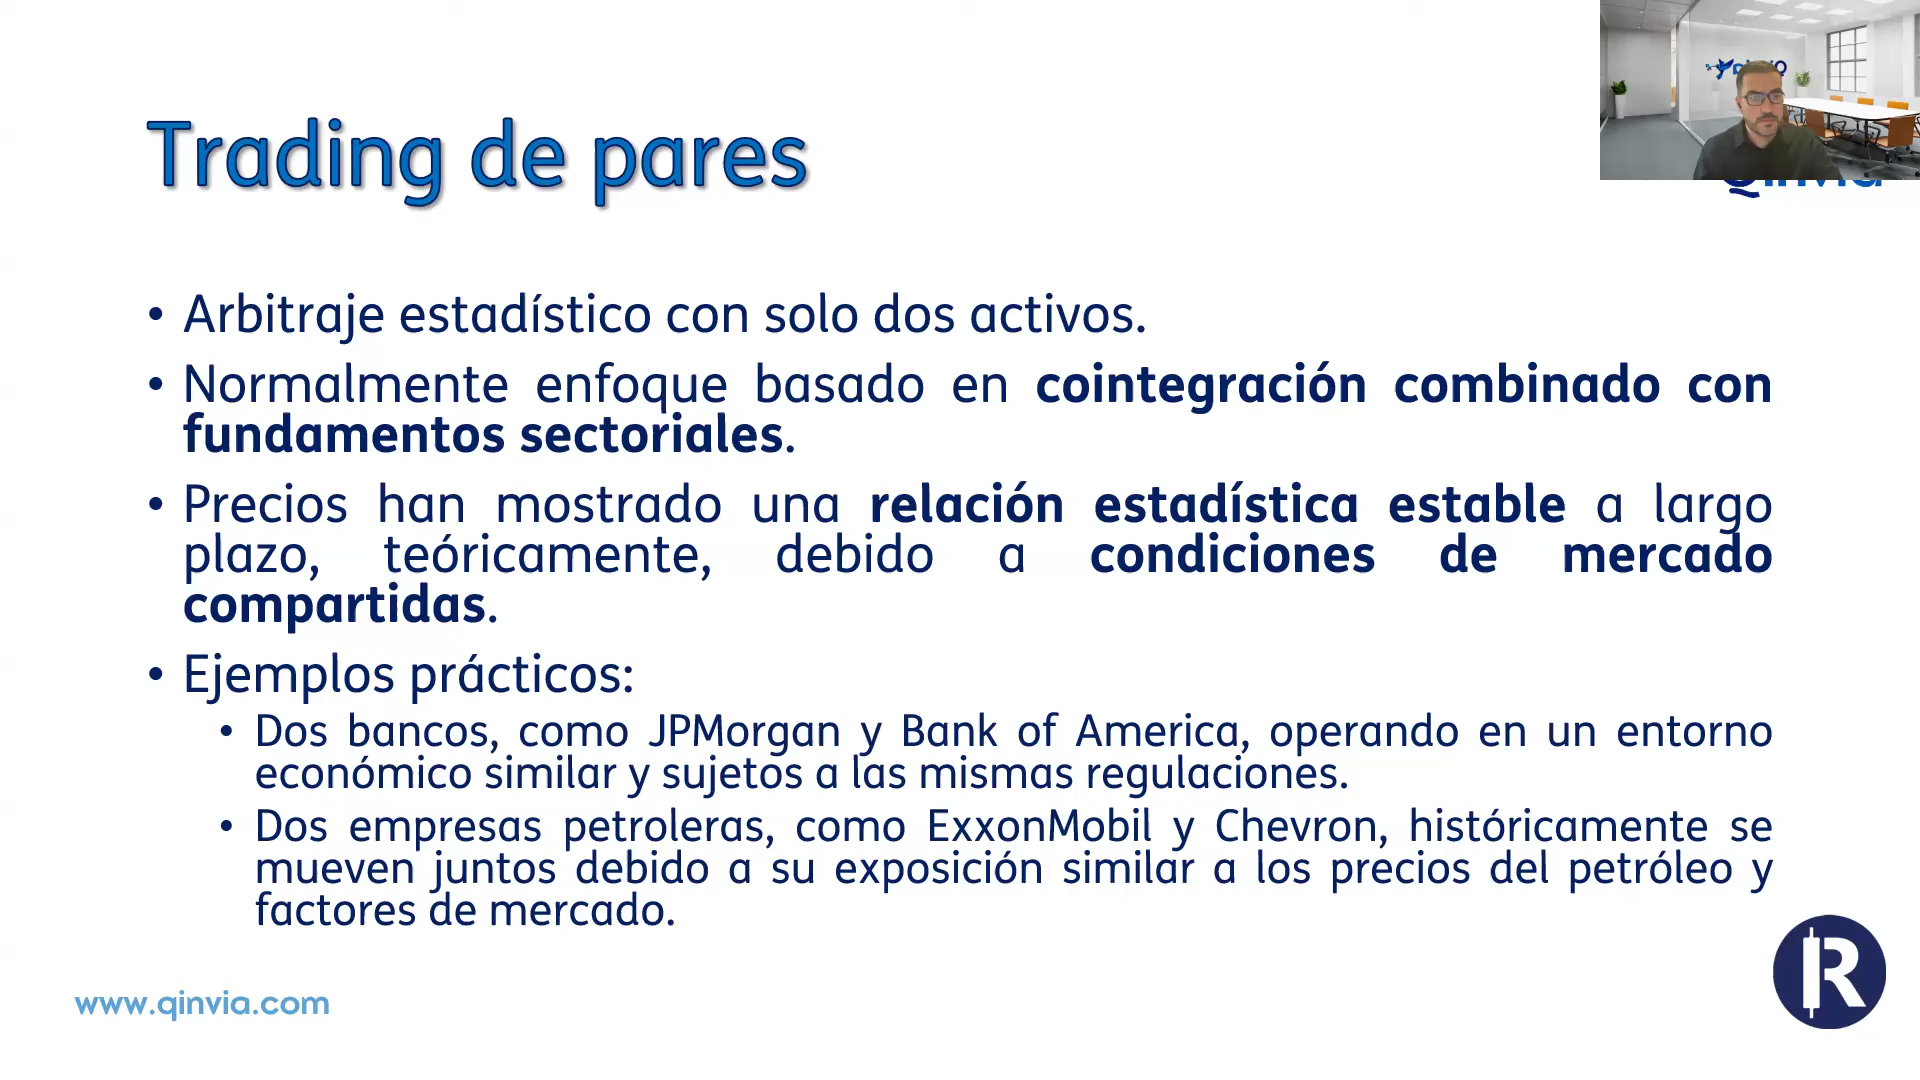 Trading de pares
Qinvia
• Arbitraje estadístico con solo dos activos.
• Normalmente enfoque basado en cointegración combinado con
fundamentos sectoriales.
• Precios han mostrado una relación estadística estable a largo
plazo, teóricamente, debido a condiciones de mercado
compartidas.
• Ejemplos prácticos:
• Dos bancos, como JPMorgan y Bank of America, operando en un entorno
económico similar y sujetos a las mismas regulaciones.
• Dos empresas petroleras, como ExxonMobil y Chevron, históricamente se
mueven juntos debido a su exposición similar a los precios del petróleo y
factores de mercado.
www.qinvia.com
R